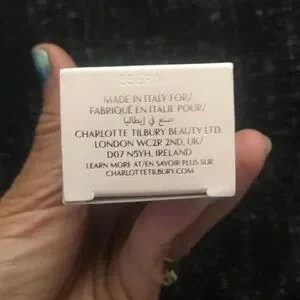 MADE IN ITALY FOR/
FABRIQUÉ EN ITALIE POUR/
صنع في إيطاليا
CHARLOTTE TILBURY BEAUTY LTD.
LONDON WC2R 2ND, UK/
D07 N5YH, IRELAND
LEARN MORE AT/EN SAVOIR PLUS SUR
CHARLOTTETILBURY.COM